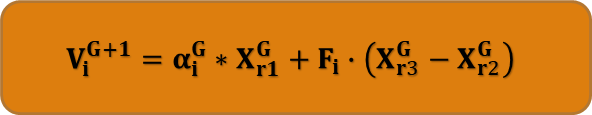 V_i^{G+1} = α_i^G * X_{r1}^G + F_i · (X_{r3}^G − X_{r2}^G)